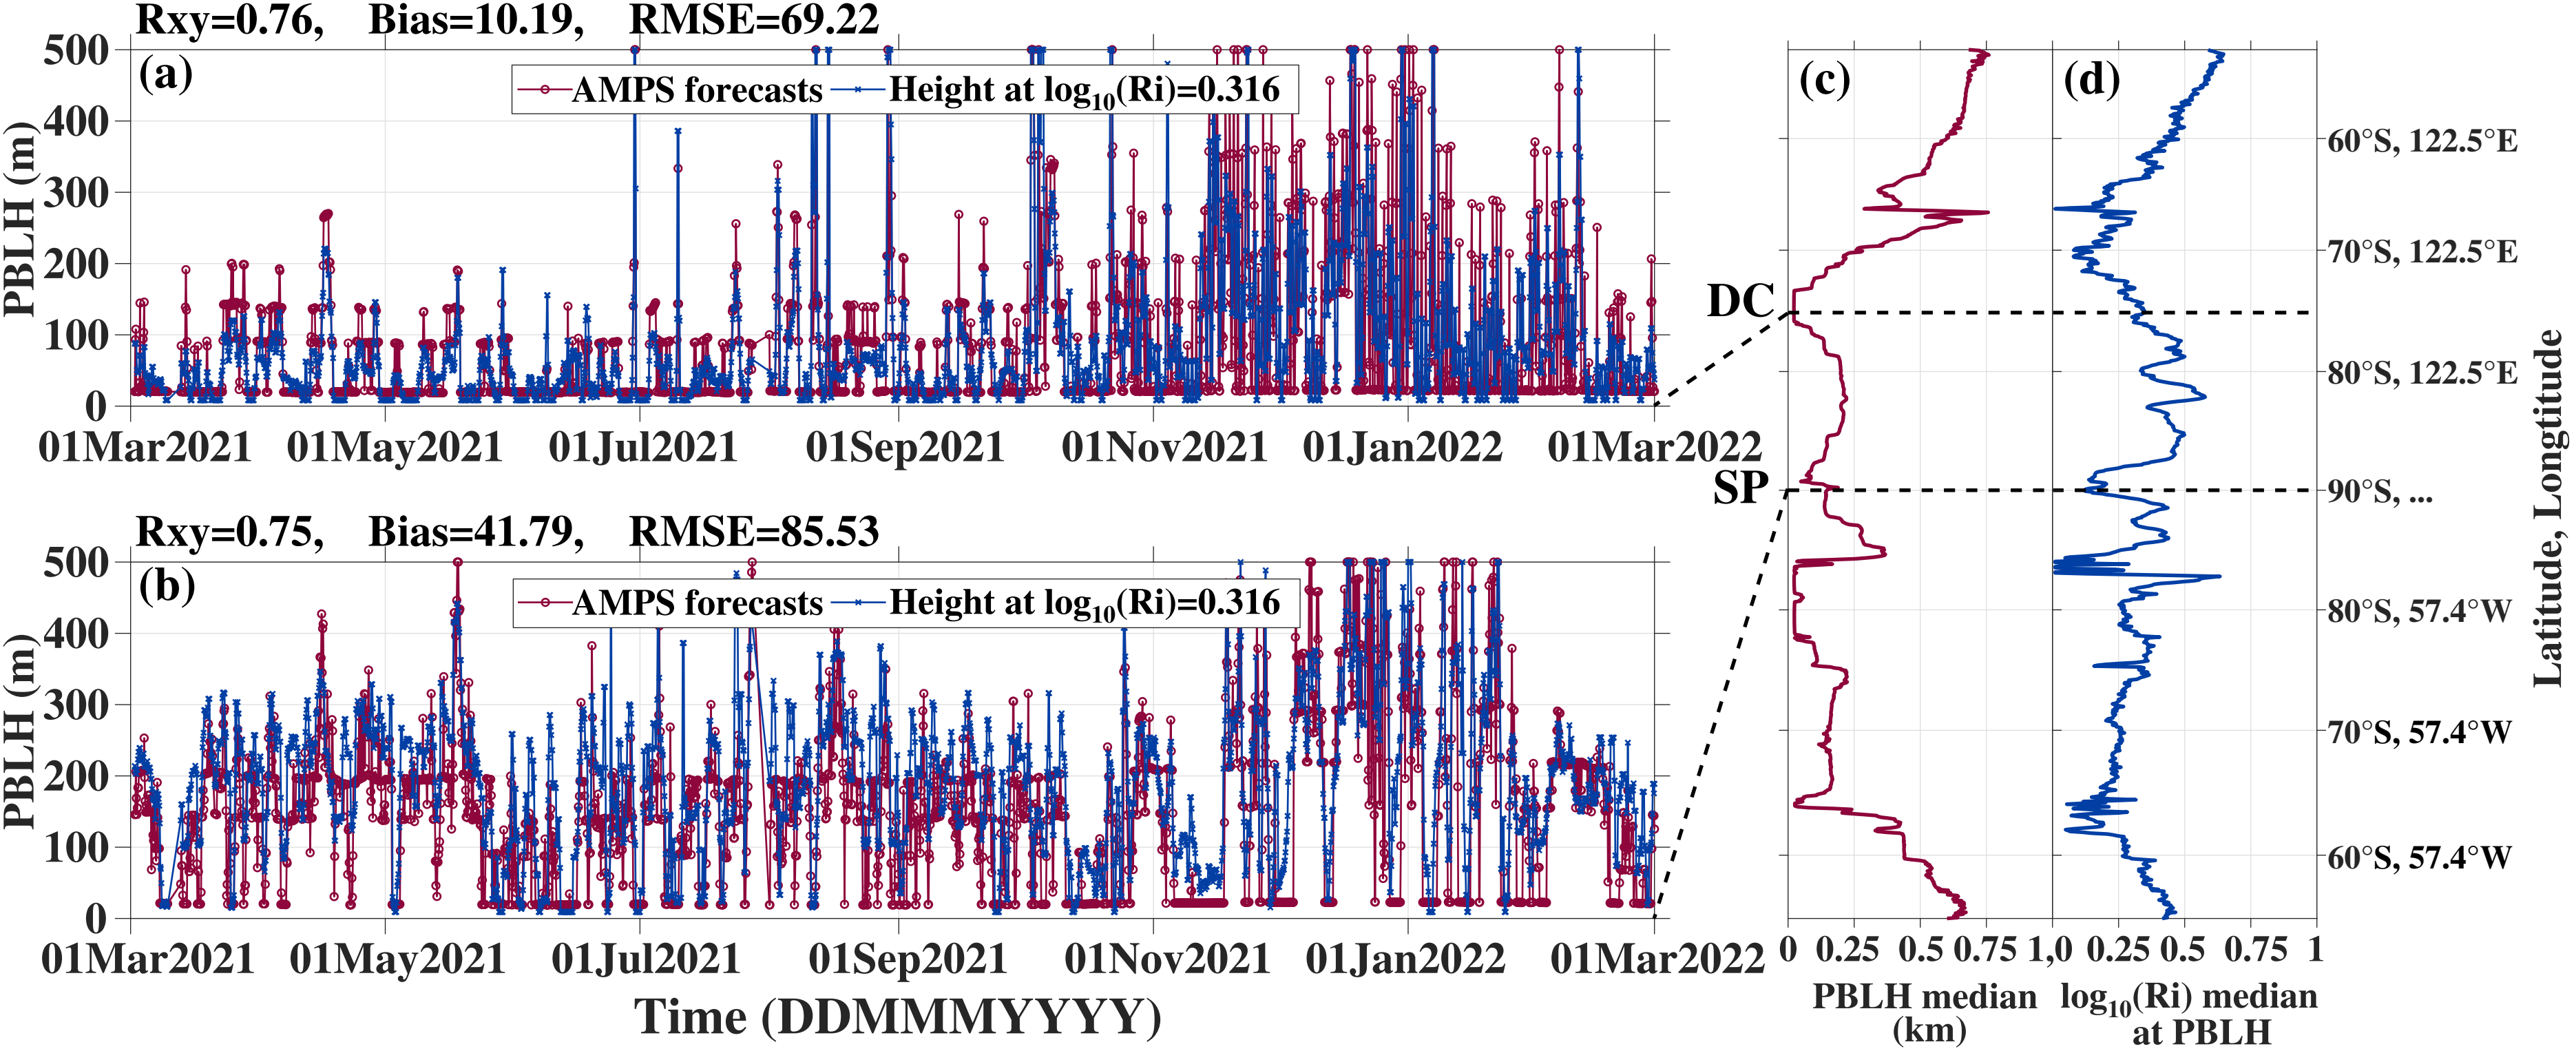 Rxy=0.76, Bias=10.19, RMSE=69.22
(a)
AMPS forecasts Height at log10(Ri)=0.316
PBLH (m)
500
400
300
200
100
0
01Mar2021 01May2021 01Jul2021 01Sep2021 01Nov2021 01Jan2022 01Mar2022
Rxy=0.75, Bias=41.79, RMSE=85.53
(b)
AMPS forecasts Height at log10(Ri)=0.316
PBLH (m)
500
400
300
200
100
0
01Mar2021 01May2021 01Jul2021 01Sep2021 01Nov2021 01Jan2022 01Mar2022
Time (DDMMMYYYY)
(c)
(d)
DC
SP
60°S, 122.5°E
70°S, 122.5°E
80°S, 122.5°E
90°S, ...
80°S, 57.4°W
70°S, 57.4°W
60°S, 57.4°W
Latitude, Longtitude
0 0.25 0.5 0.75 1,0 0.25 0.5 0.75 1
PBLH median
(km)
log10(Ri) median
at PBLH